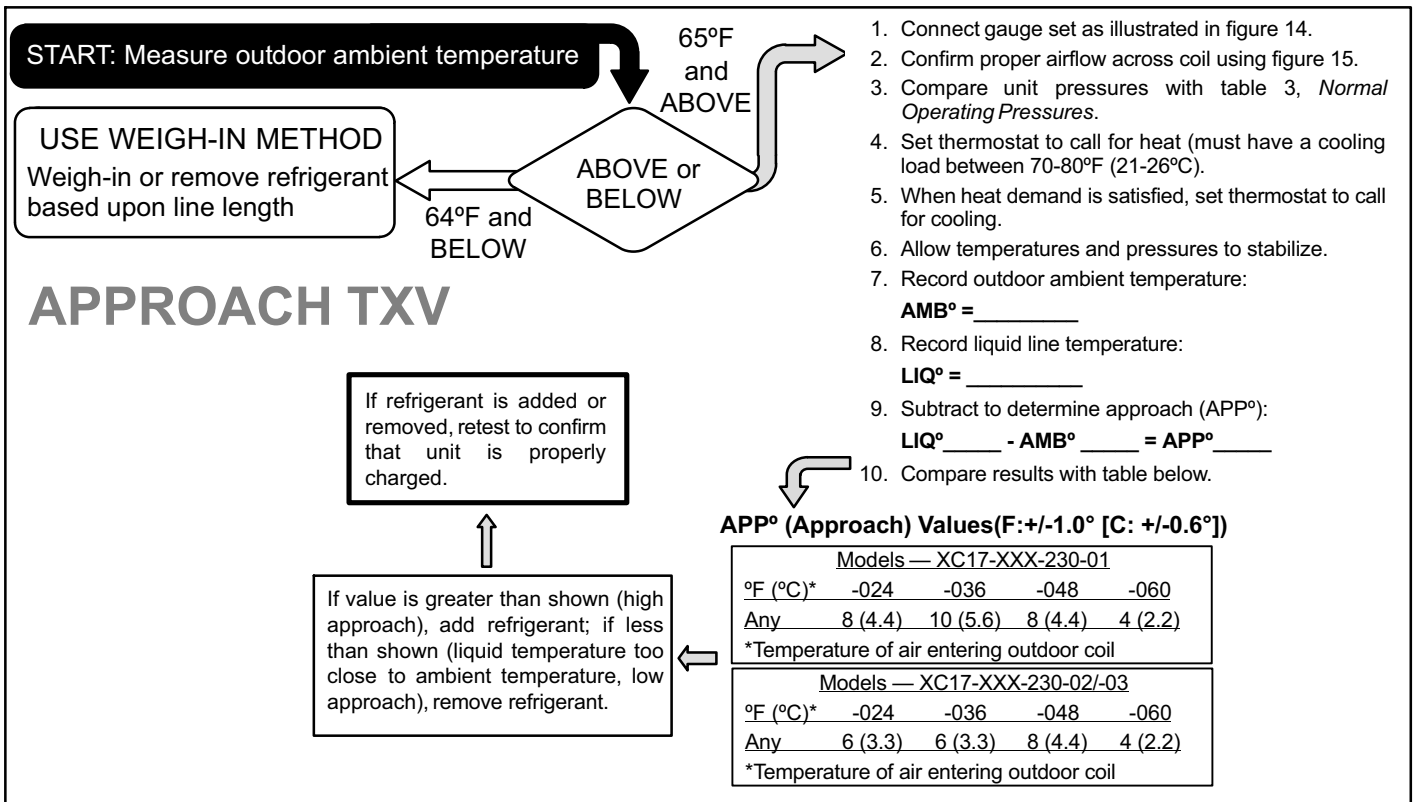 START: Measure outdoor ambient temperature
65ºF
and
ABOVE
ABOVE or
BELOW
64ºF and
BELOW
USE WEIGH-IN METHOD
Weigh-in or remove refrigerant
based upon line length
APPROACH TXV
1. Connect gauge set as illustrated in figure 14.
2. Confirm proper airflow across coil using figure 15.
3. Compare unit pressures with table 3, Normal
Operating Pressures.
4. Set thermostat to call for heat (must have a cooling
load between 70-80ºF (21-26ºC).
5. When heat demand is satisfied, set thermostat to call
for cooling.
6. Allow temperatures and pressures to stabilize.
7. Record outdoor ambient temperature:
AMBº =_________
8. Record liquid line temperature:
LIQº = __________
9. Subtract to determine approach (APPº):
LIQº_____ - AMBº _____ = APPº_____
10. Compare results with table below.
APPº (Approach) Values(F:+/-1.0° [C: +/-0.6°])
Models — XC17-XXX-230-01
ºF (ºC)* -024 -036 -048 -060
Any 8 (4.4) 10 (5.6) 8 (4.4) 4 (2.2)
*Temperature of air entering outdoor coil
Models — XC17-XXX-230-02/-03
ºF (ºC)* -024 -036 -048 -060
Any 6 (3.3) 6 (3.3) 8 (4.4) 4 (2.2)
*Temperature of air entering outdoor coil
If value is greater than shown (high
approach), add refrigerant; if less
than shown (liquid temperature too
close to ambient temperature, low
approach), remove refrigerant.
If refrigerant is added or
removed, retest to confirm
that unit is properly
charged.